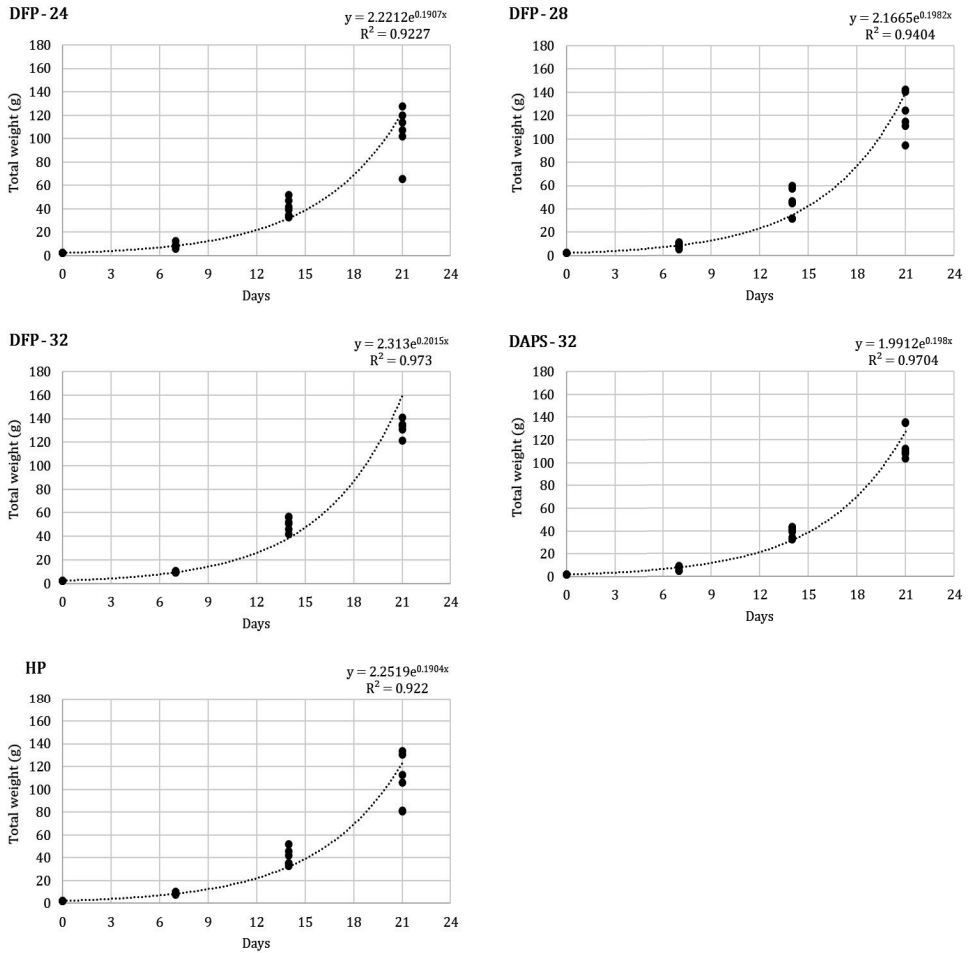 DFP - 24
y = 2.2212e^0.1907x
R² = 0.9227
Total weight (g)
180
160
140
120
100
80
60
40
20
0
0 3 6 9 12 15 18 21 24
Days
DFP - 28
y = 2.1665e^0.1982x
R² = 0.9404
Total weight (g)
180
160
140
120
100
80
60
40
20
0
0 3 6 9 12 15 18 21 24
Days
DFP - 32
y = 2.313e^0.2015x
R² = 0.973
Total weight (g)
180
160
140
120
100
80
60
40
20
0
0 3 6 9 12 15 18 21 24
Days
DAPS - 32
y = 1.9912e^0.198x
R² = 0.9704
Total weight (g)
180
160
140
120
100
80
60
40
20
0
0 3 6 9 12 15 18 21 24
Days
HP
y = 2.2519e^0.1904x
R² = 0.922
Total weight (g)
180
160
140
120
100
80
60
40
20
0
0 3 6 9 12 15 18 21 24
Days